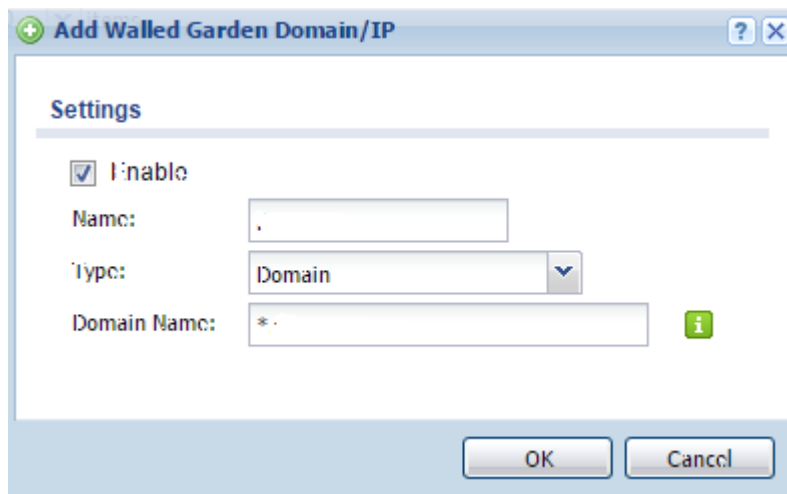 Add Walled Garden Domain/IP
Settings
Enable
Name:
Type:
Domain
Domain Name:
*
OK
Cancel